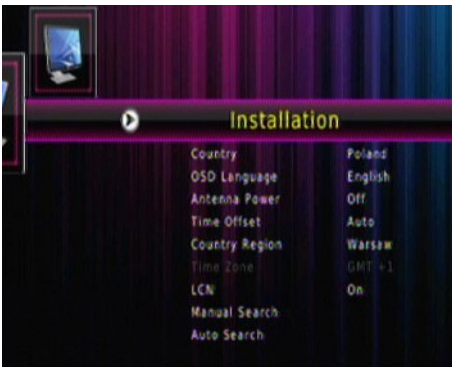 Installation
Country Poland
OSD Language English
Antenna Power Off
Time Offset Auto
Country Region Warsaw
Time Zone GMT +1
LCN On
Manual Search
Auto Search